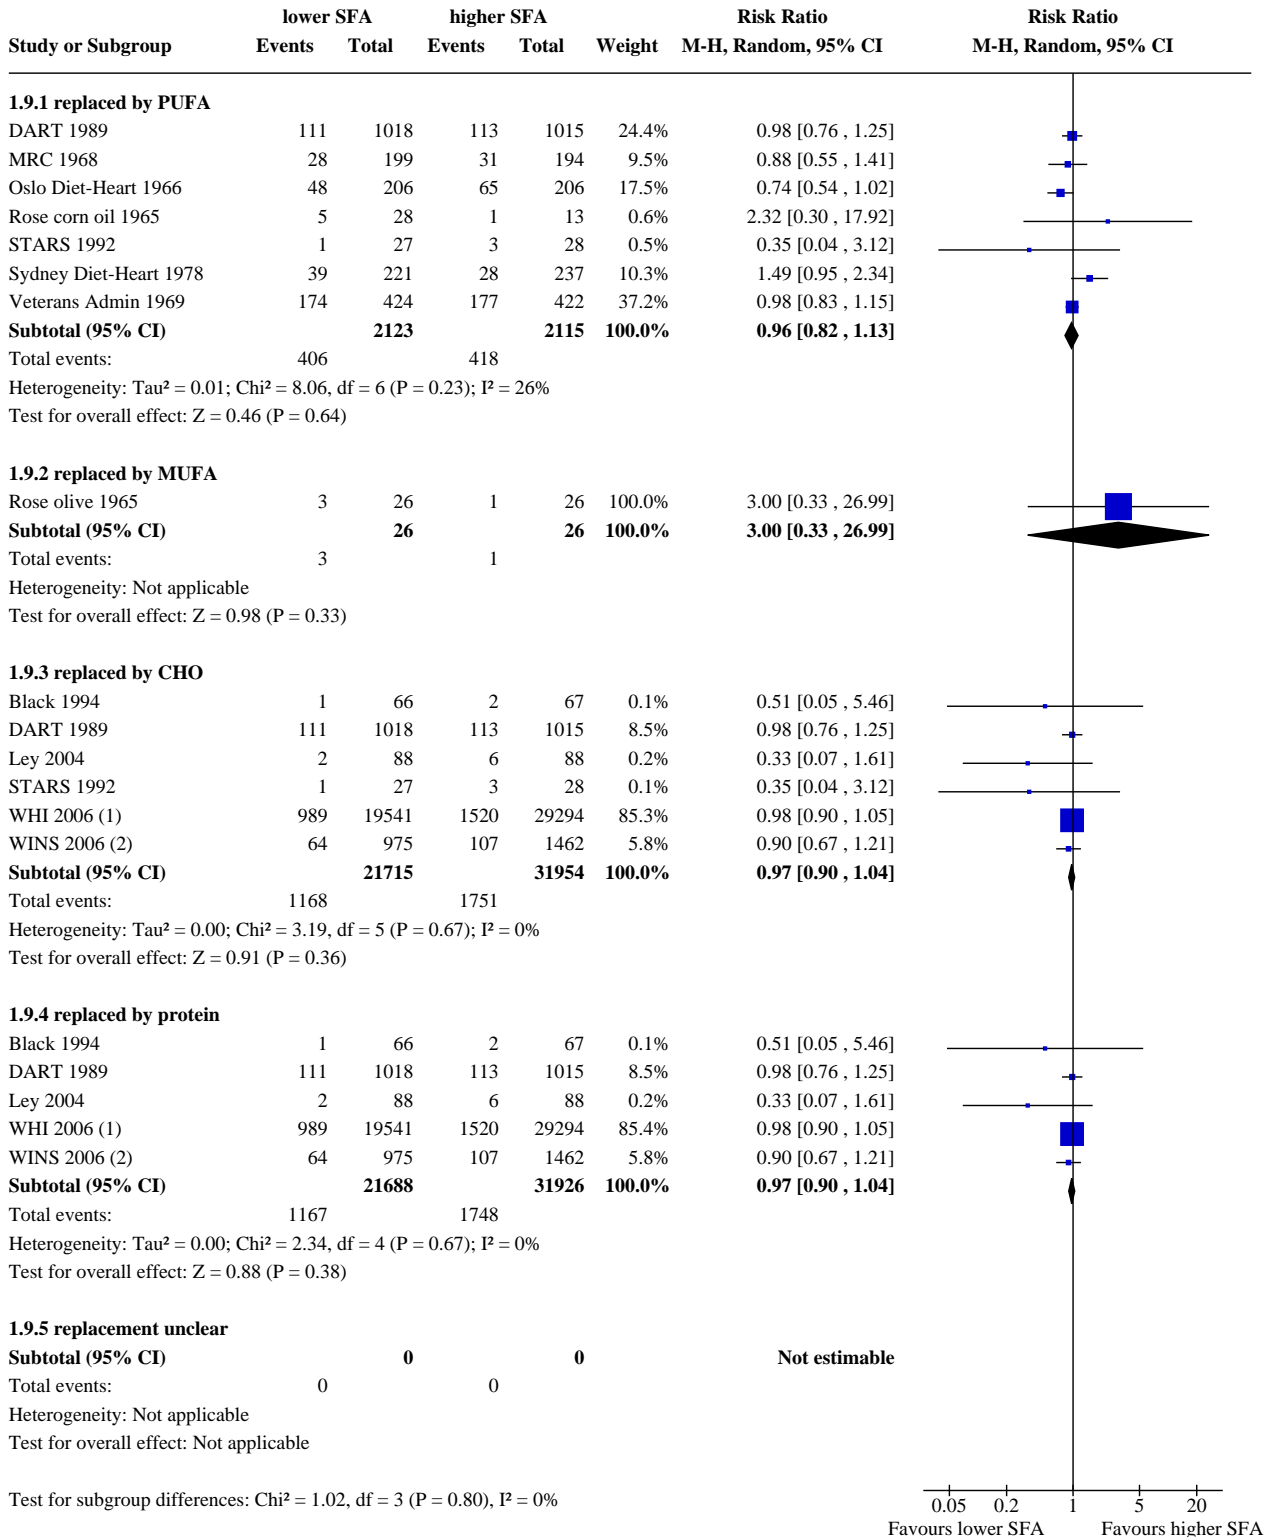 lower SFA higher SFA Risk Ratio Risk Ratio
Study or Subgroup Events Total Events Total Weight M-H, Random, 95% CI M-H, Random, 95% CI
1.9.1 replaced by PUFA
DART 1989 111 1018 113 1015 24.4% 0.98 [0.76 , 1.25]
MRC 1968 28 199 31 194 9.5% 0.88 [0.55 , 1.41]
Oslo Diet-Heart 1966 48 206 65 206 17.5% 0.74 [0.54 , 1.02]
Rose corn oil 1965 5 28 1 13 0.6% 2.32 [0.30 , 17.92]
STARS 1992 1 27 3 28 0.5% 0.35 [0.04 , 3.12]
Sydney Diet-Heart 1978 39 221 28 237 10.3% 1.49 [0.95 , 2.34]
Veterans Admin 1969 174 424 177 422 37.2% 0.98 [0.83 , 1.15]
Subtotal (95% CI) 2123 2115 100.0% 0.96 [0.82 , 1.13]
Total events: 406 418
Heterogeneity: Tau² = 0.01; Chi² = 8.06, df = 6 (P = 0.23); I² = 26%
Test for overall effect: Z = 0.46 (P = 0.64)
1.9.2 replaced by MUFA
Rose olive 1965 3 26 1 26 100.0% 3.00 [0.33 , 26.99]
Subtotal (95% CI) 26 26 100.0% 3.00 [0.33 , 26.99]
Total events: 3 1
Heterogeneity: Not applicable
Test for overall effect: Z = 0.98 (P = 0.33)
1.9.3 replaced by CHO
Black 1994 1 66 2 67 0.1% 0.51 [0.05 , 5.46]
DART 1989 111 1018 113 1015 8.5% 0.98 [0.76 , 1.25]
Ley 2004 2 88 6 88 0.2% 0.33 [0.07 , 1.61]
STARS 1992 1 27 3 28 0.1% 0.35 [0.04 , 3.12]
WHI 2006 (1) 989 19541 1520 29294 85.3% 0.98 [0.90 , 1.05]
WINS 2006 (2) 64 975 107 1462 5.8% 0.90 [0.67 , 1.21]
Subtotal (95% CI) 21715 31954 100.0% 0.97 [0.90 , 1.04]
Total events: 1168 1751
Heterogeneity: Tau² = 0.00; Chi² = 3.19, df = 5 (P = 0.67); I² = 0%
Test for overall effect: Z = 0.91 (P = 0.36)
1.9.4 replaced by protein
Black 1994 1 66 2 67 0.1% 0.51 [0.05 , 5.46]
DART 1989 111 1018 113 1015 8.5% 0.98 [0.76 , 1.25]
Ley 2004 2 88 6 88 0.2% 0.33 [0.07 , 1.61]
WHI 2006 (1) 989 19541 1520 29294 85.4% 0.98 [0.90 , 1.05]
WINS 2006 (2) 64 975 107 1462 5.8% 0.90 [0.67 , 1.21]
Subtotal (95% CI) 21688 31926 100.0% 0.97 [0.90 , 1.04]
Total events: 1167 1748
Heterogeneity: Tau² = 0.00; Chi² = 2.34, df = 4 (P = 0.67); I² = 0%
Test for overall effect: Z = 0.88 (P = 0.38)
1.9.5 replacement unclear
Subtotal (95% CI) 0 0 Not estimable
Total events: 0 0
Heterogeneity: Not applicable
Test for overall effect: Not applicable
Test for subgroup differences: Chi² = 1.02, df = 3 (P = 0.80), I² = 0%
0.05 0.2 1 5 20
Favours lower SFA Favours higher SFA